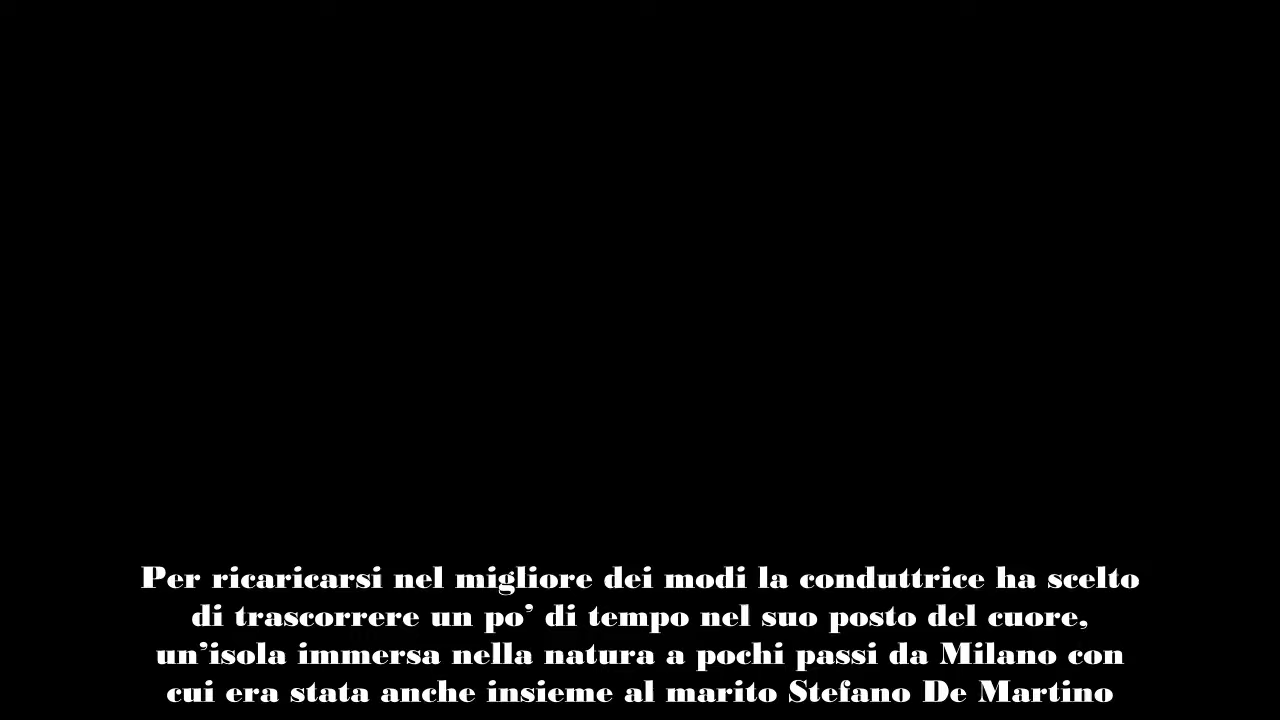 Per ricaricarsi nel migliore dei modi la conduttrice ha scelto
di trascorrere un po’ di tempo nel suo posto del cuore,
un’isola immersa nella natura a pochi passi da Milano con
cui era stata anche insieme al marito Stefano De Martino